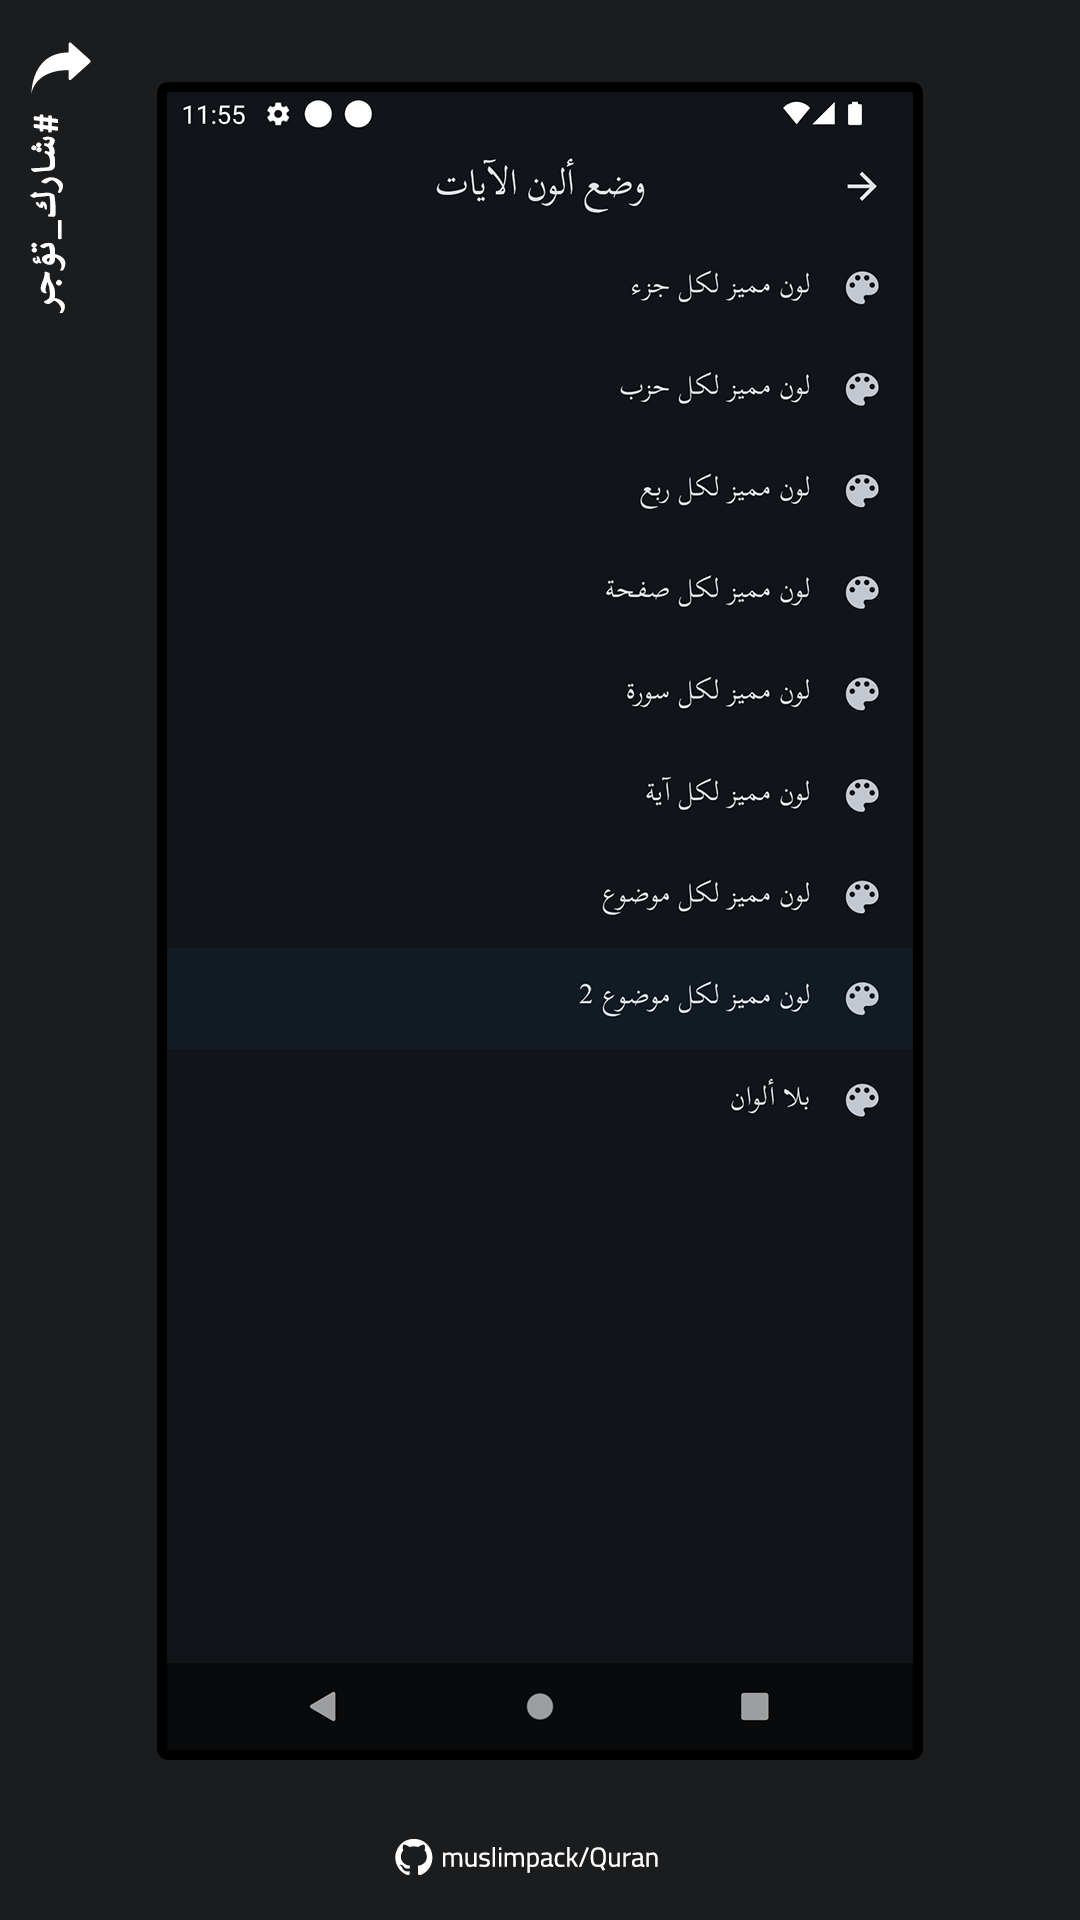 #شارك_تؤجر
11:55
وضع ألون الآيات
لون مميز لكل جزء
لون مميز لكل حزب
لون مميز لكل ربع
لون مميز لكل صفحة
لون مميز لكل سورة
لون مميز لكل آية
لون مميز لكل موضوع
لون مميز لكل موضوع 2
بلا ألوان
muslimpack/Quran